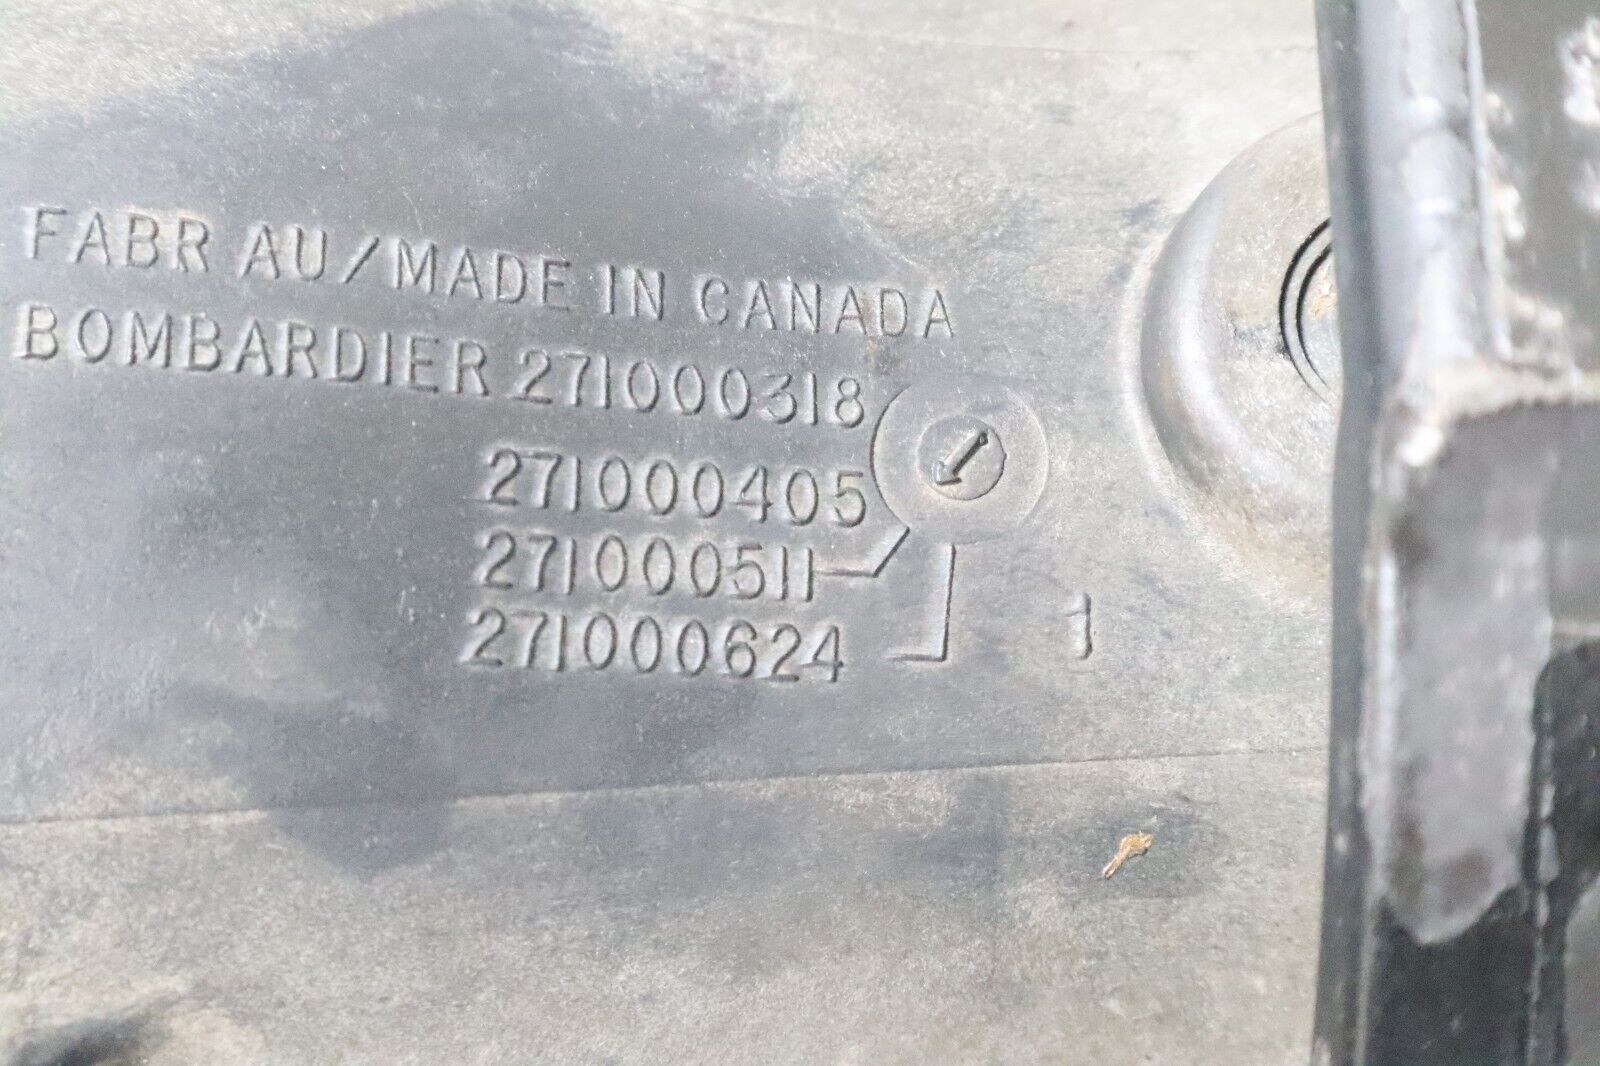 FABR AU/MADE IN CANADA
BOMBARDIER 271000318
271000405
271000511
271000624 1